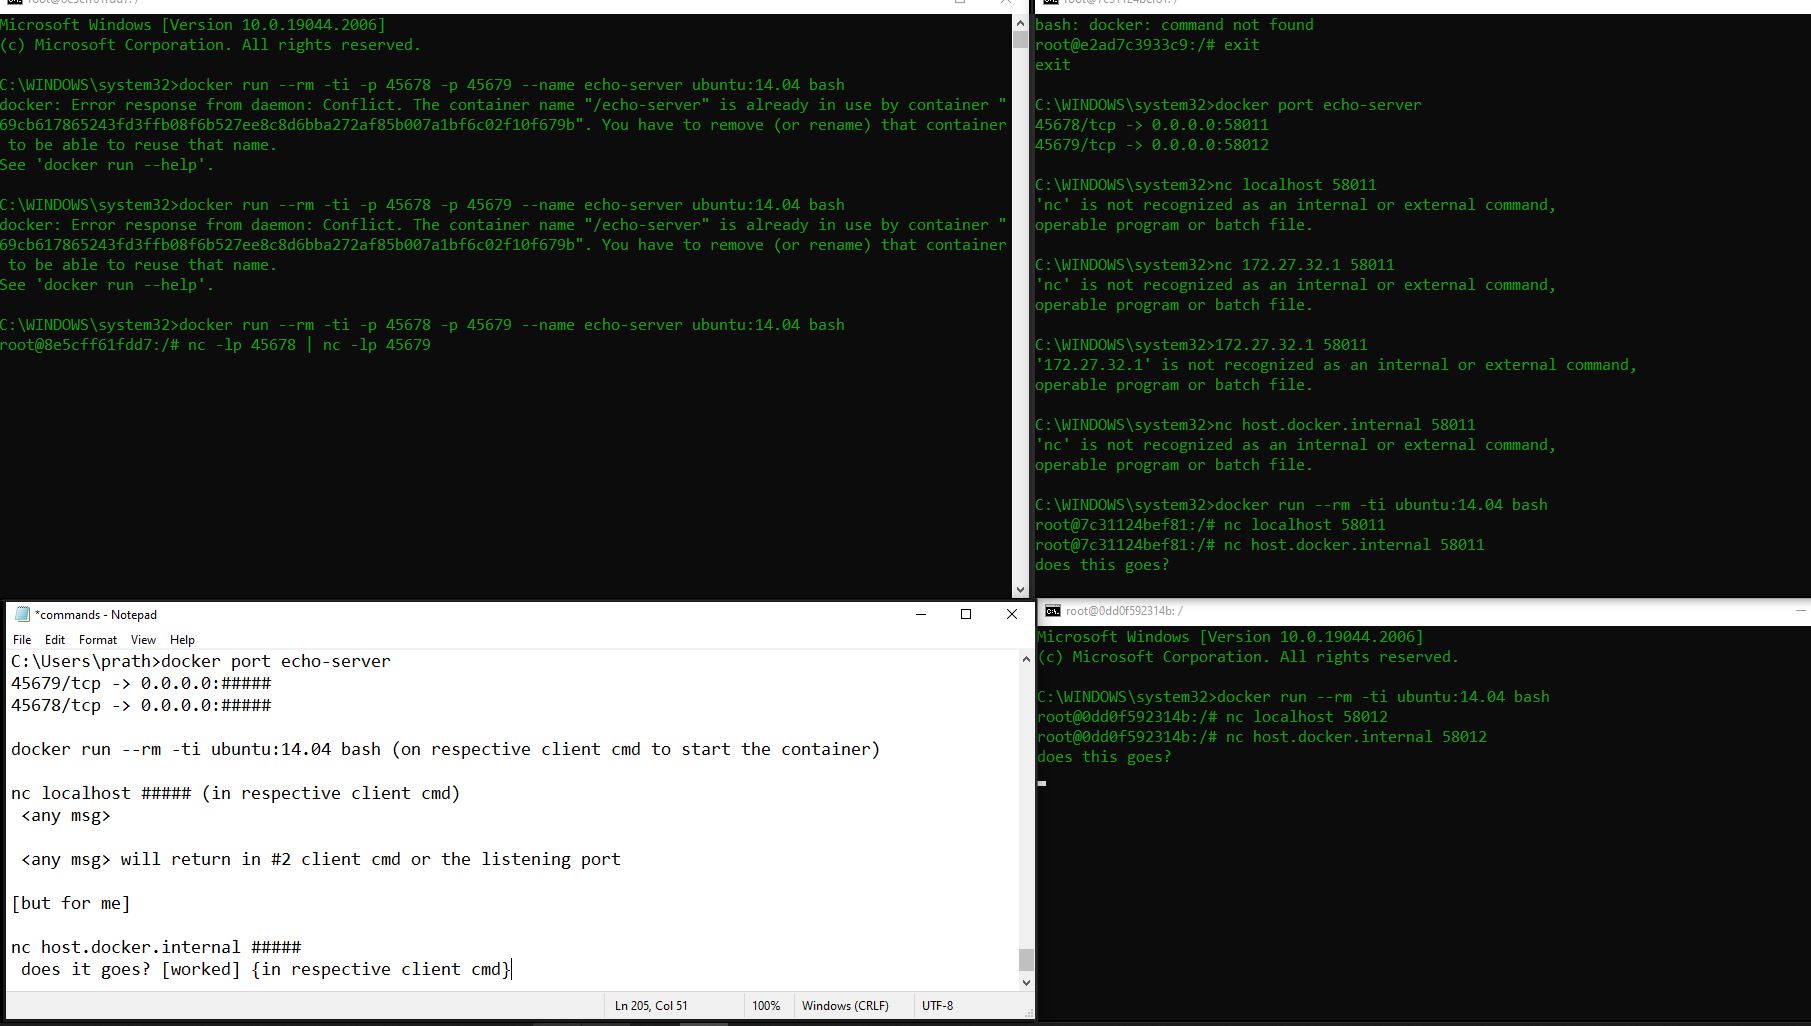 root@8e5cff61fdd7: /
Microsoft Windows [Version 10.0.19044.2006]
(c) Microsoft Corporation. All rights reserved.
C:\WINDOWS\system32>docker run --rm -ti -p 45678 -p 45679 --name echo-server ubuntu:14.04 bash
docker: Error response from daemon: Conflict. The container name "/echo-server" is already in use by container "
69cb617865243fd3ffb08f6b527ee8c8d6bba272af85b007a1bf6c02f10f679b". You have to remove (or rename) that container
to be able to reuse that name.
See 'docker run --help'.
C:\WINDOWS\system32>docker run --rm -ti -p 45678 -p 45679 --name echo-server ubuntu:14.04 bash
docker: Error response from daemon: Conflict. The container name "/echo-server" is already in use by container "
69cb617865243fd3ffb08f6b527ee8c8d6bba272af85b007a1bf6c02f10f679b". You have to remove (or rename) that container
to be able to reuse that name.
See 'docker run --help'.
C:\WINDOWS\system32>docker run --rm -ti -p 45678 -p 45679 --name echo-server ubuntu:14.04 bash
root@8e5cff61fdd7:/# nc -lp 45678 | nc -lp 45679
root@7c31124bef81: /
bash: docker: command not found
root@e2ad7c3933c9:/# exit
exit
C:\WINDOWS\system32>docker port echo-server
45678/tcp -> 0.0.0.0:58011
45679/tcp -> 0.0.0.0:58012
C:\WINDOWS\system32>nc localhost 58011
'nc' is not recognized as an internal or external command,
operable program or batch file.
C:\WINDOWS\system32>nc 172.27.32.1 58011
'nc' is not recognized as an internal or external command,
operable program or batch file.
C:\WINDOWS\system32>172.27.32.1 58011
'172.27.32.1' is not recognized as an internal or external command,
operable program or batch file.
C:\WINDOWS\system32>nc host.docker.internal 58011
'nc' is not recognized as an internal or external command,
operable program or batch file.
C:\WINDOWS\system32>docker run --rm -ti ubuntu:14.04 bash
root@7c31124bef81:/# nc localhost 58011
root@7c31124bef81:/# nc host.docker.internal 58011
does this goes?
*commands - Notepad
File Edit Format View Help
C:\Users\prath>docker port echo-server
45679/tcp -> 0.0.0.0:#####
45678/tcp -> 0.0.0.0:#####
docker run --rm -ti ubuntu:14.04 bash (on respective client cmd to start the container)
nc localhost ##### (in respective client cmd)
<any msg>
<any msg> will return in #2 client cmd or the listening port
[but for me]
nc host.docker.internal #####
does it goes? [worked] {in respective client cmd}
Ln 205, Col 51 100% Windows (CRLF) UTF-8
root@0dd0f592314b: /
Microsoft Windows [Version 10.0.19044.2006]
(c) Microsoft Corporation. All rights reserved.
C:\WINDOWS\system32>docker run --rm -ti ubuntu:14.04 bash
root@0dd0f592314b:/# nc localhost 58012
root@0dd0f592314b:/# nc host.docker.internal 58012
does this goes?